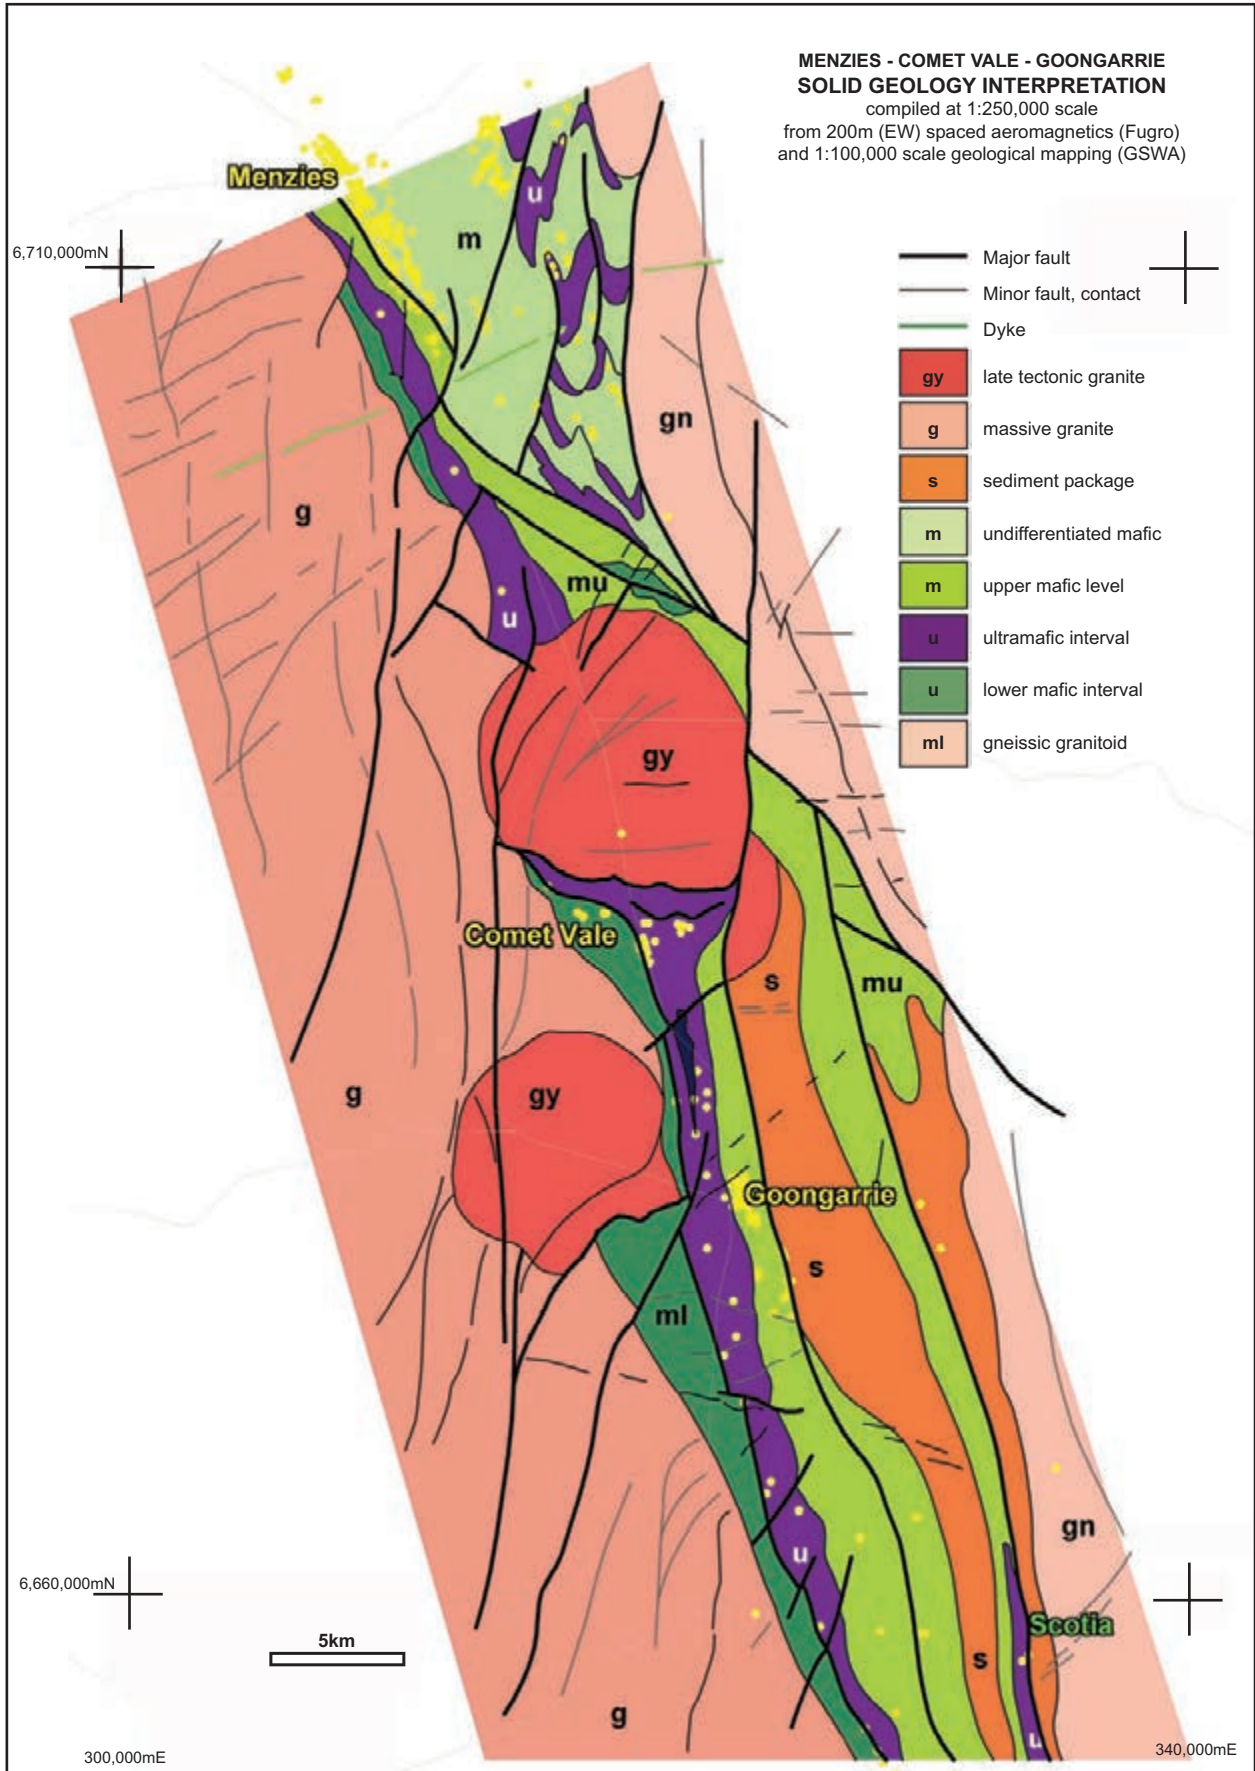 MENZIES - COMET VALE - GOONGARRIE
SOLID GEOLOGY INTERPRETATION
compiled at 1:250,000 scale
from 200m (EW) spaced aeromagnetics (Fugro)
and 1:100,000 scale geological mapping (GSWA)
Menzies
u
m
6,710,000mN
Major fault
Minor fault, contact
Dyke
gy late tectonic granite
g massive granite
s sediment package
m undifferentiated mafic
m upper mafic level
u ultramafic interval
u lower mafic interval
ml gneissic granitoid
gn
g
mu
u
gy
Comet Vale
s
mu
g
gy
Goongarrie
s
ml
gn
u
6,660,000mN
Scotia
5km
s
g
u
300,000mE
340,000mE